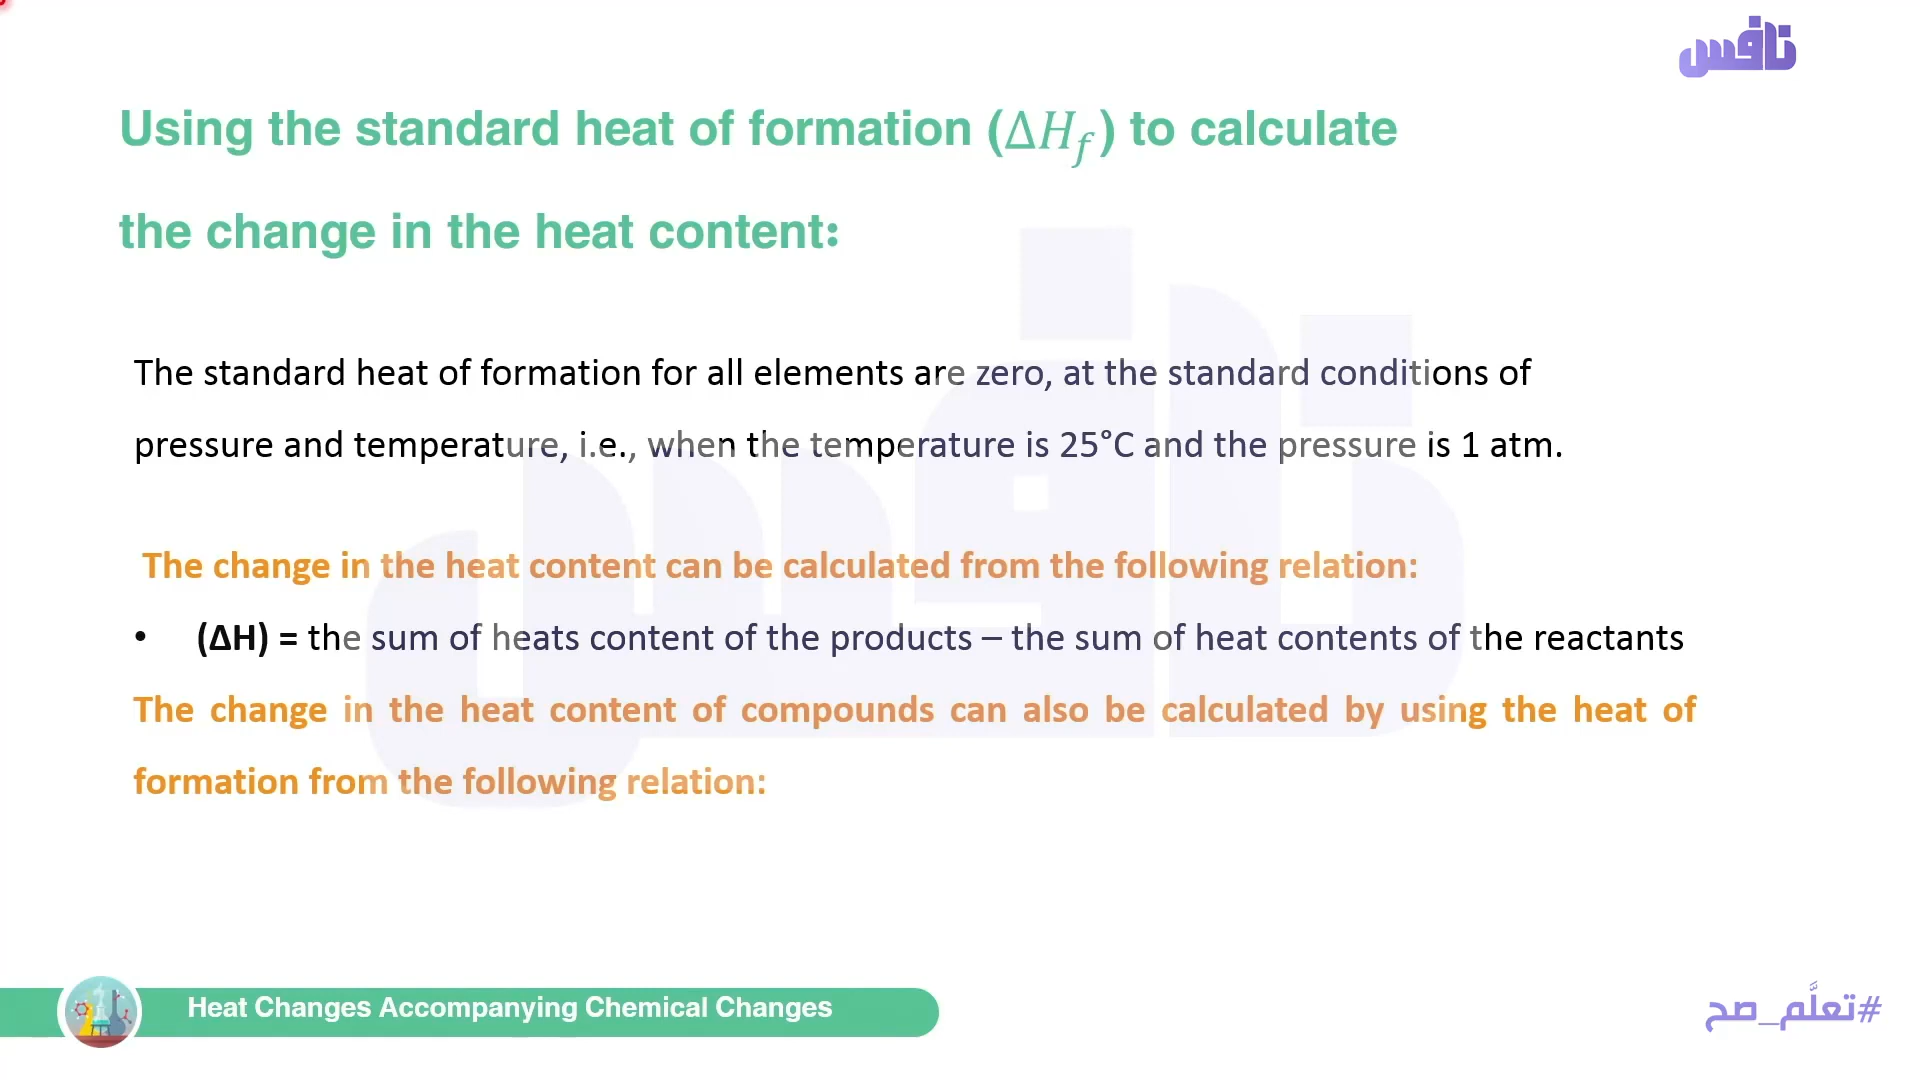 نافس
Using the standard heat of formation (ΔH_f) to calculate
the change in the heat content:
The standard heat of formation for all elements are zero, at the standard conditions of
pressure and temperature, i.e., when the temperature is 25°C and the pressure is 1 atm.
The change in the heat content can be calculated from the following relation:
• (ΔH) = the sum of heats content of the products – the sum of heat contents of the reactants
The change in the heat content of compounds can also be calculated by using the heat of
formation from the following relation:
Heat Changes Accompanying Chemical Changes
#تعلَّم_صح